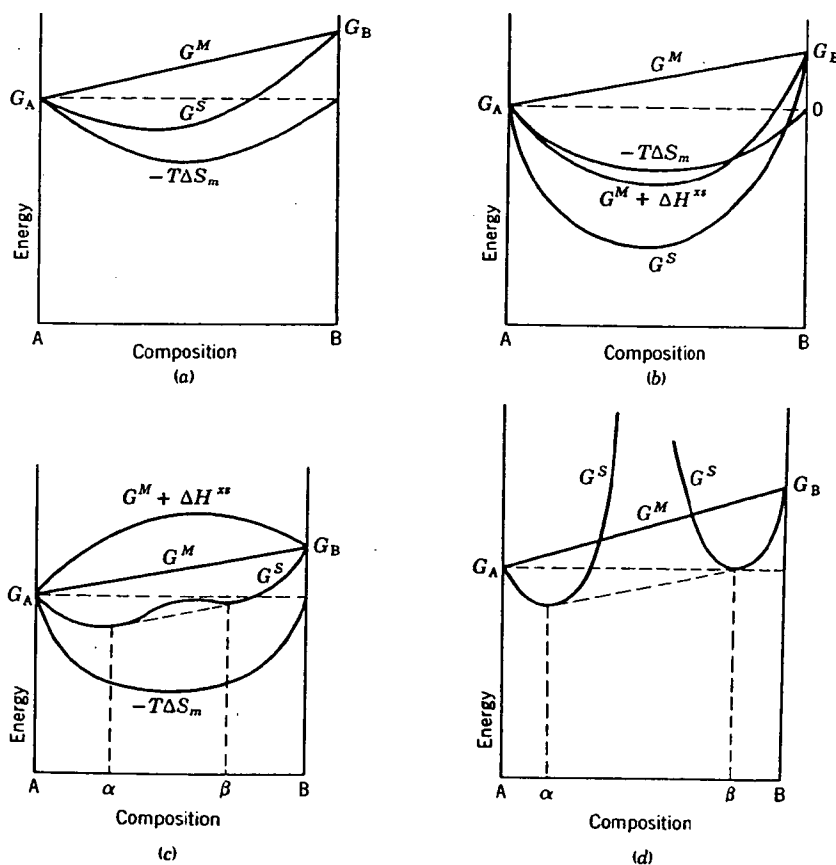 G_B
G^M
G_A
G^S
−TΔS_m
Energy
A
B
Composition
(a)
G^M
G_A
0
−TΔS_m
G^M + ΔH^{xs}
G^S
Energy
A
B
Composition
(b)
G^M + ΔH^{xs}
G^M
G_B
G^S
G_A
−TΔS_m
Energy
A
α
β
B
Composition
(c)
G^S
G^S
G_B
G^M
G_A
Energy
A
α
β
B
Composition
(d)